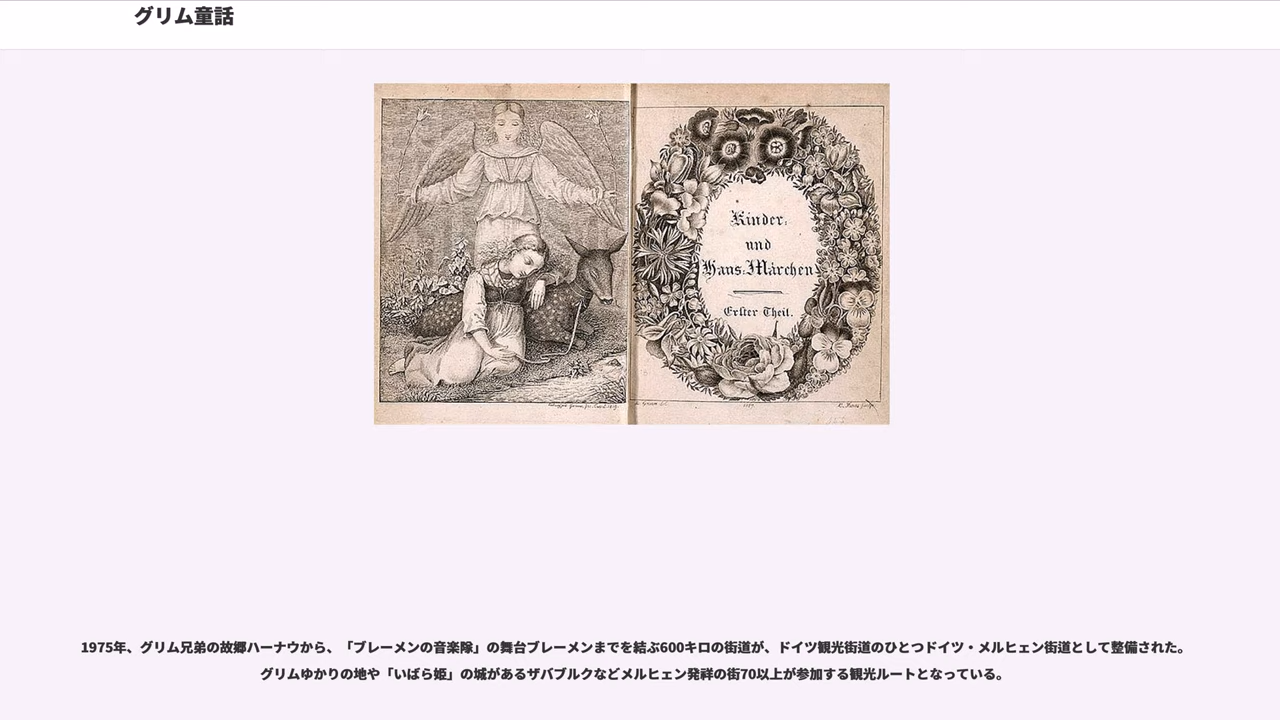 グリム童話
Kinder-
und
Haus-Märchen
Erster Theil.
1975年、グリム兄弟の故郷ハーナウから、「ブレーメンの音楽隊」の舞台ブレーメンまでを結ぶ600キロの街道が、ドイツ観光街道のひとつドイツ・メルヒェン街道として整備された。
グリムゆかりの地や「いばら姫」の城があるザバブルクなどメルヒェン発祥の街70以上が参加する観光ルートとなっている。